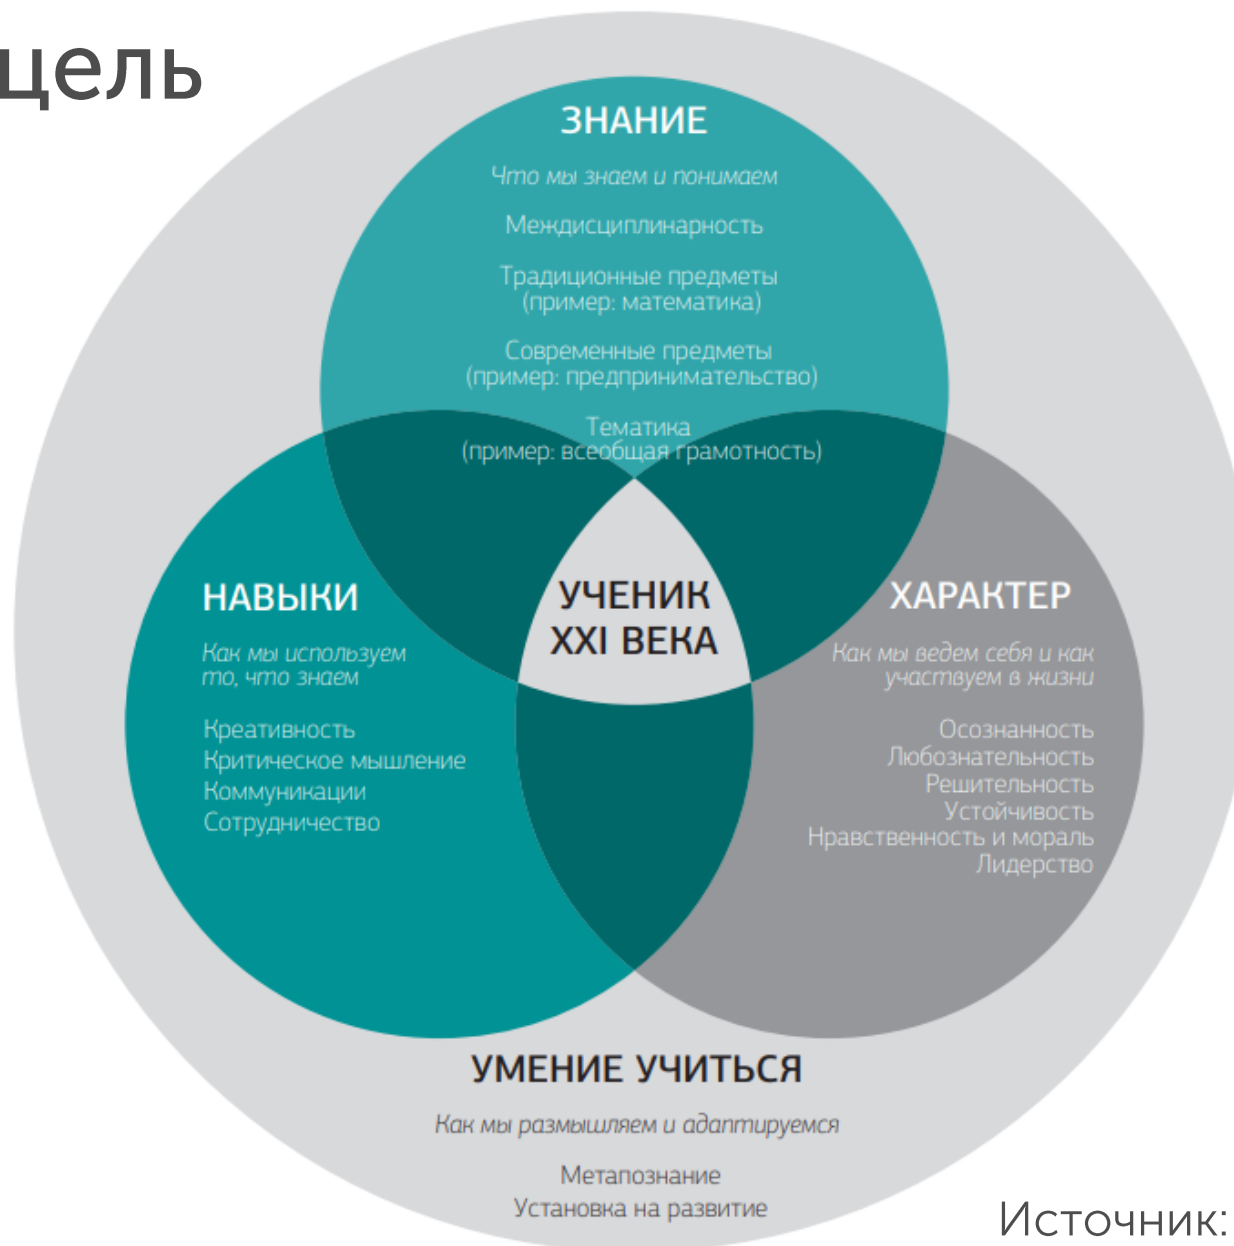 цель
ЗНАНИЕ
Что мы знаем и понимаем
Междисциплинарность
Традиционные предметы
(пример: математика)
Современные предметы
(пример: предпринимательство)
Тематика
(пример: всеобщая грамотность)
УЧЕНИК
XXI ВЕКА
НАВЫКИ
Как мы используем
то, что знаем
Креативность
Критическое мышление
Коммуникации
Сотрудничество
ХАРАКТЕР
Как мы ведем себя и как
участвуем в жизни
Осознанность
Любознательность
Решительность
Устойчивость
Нравственность и мораль
Лидерство
УМЕНИЕ УЧИТЬСЯ
Как мы размышляем и адаптируемся
Метапознание
Установка на развитие
Источник: